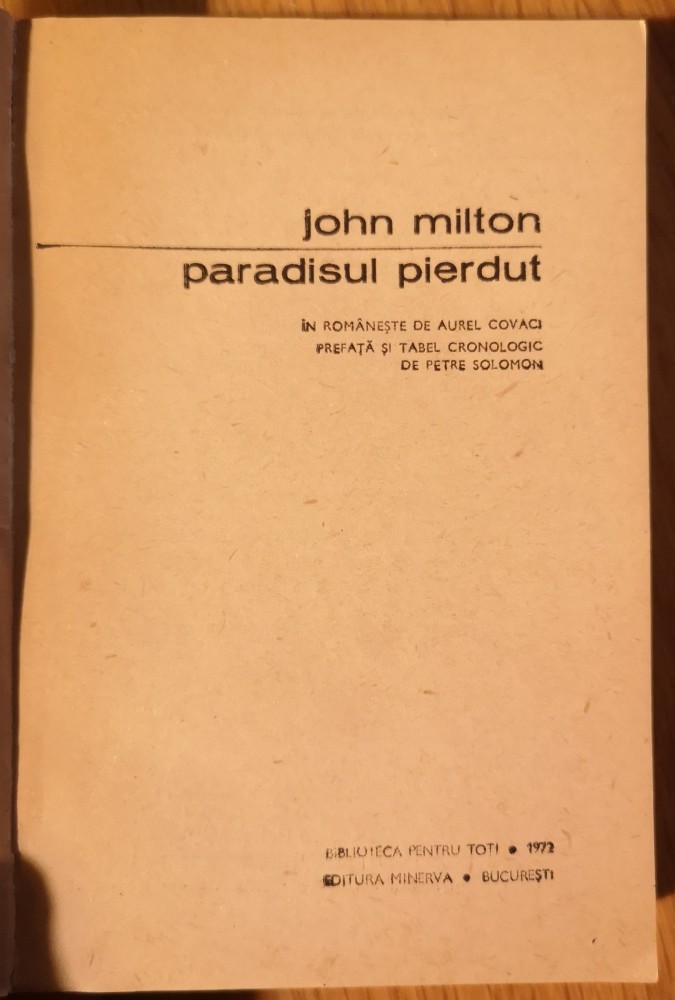 john milton
paradisul pierdut
ÎN ROMÂNEȘTE DE AUREL COVACI
PREFAȚĂ ȘI TABEL CRONOLOGIC
DE PETRE SOLOMON
BIBLIOTECA PENTRU TOȚI • 1972
EDITURA MINERVA • BUCUREȘTI